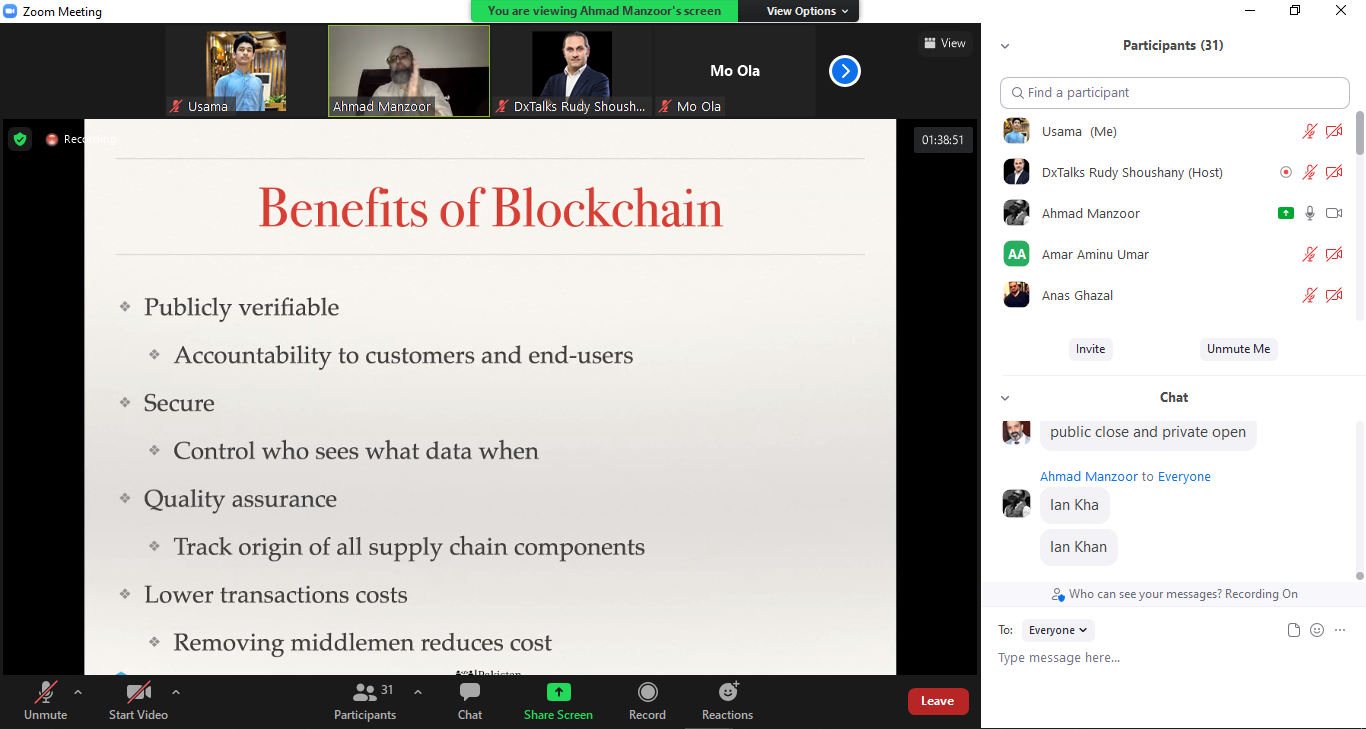 Zoom Meeting
You are viewing Ahmad Manzoor's screen
View Options
Usama
Ahmad Manzoor
DxTalks Rudy Shoush...
Mo Ola
Mo Ola
View
Recording
01:38:51
Benefits of Blockchain
Publicly verifiable
Accountability to customers and end-users
Secure
Control who sees what data when
Quality assurance
Track origin of all supply chain components
Lower transactions costs
Removing middlemen reduces cost
Pakistan
Unmute
Start Video
31
Participants
Chat
Share Screen
Record
Reactions
Leave
Participants (31)
Find a participant
Usama (Me)
DxTalks Rudy Shoushany (Host)
Ahmad Manzoor
AA
Amar Aminu Umar
Anas Ghazal
Invite
Unmute Me
Chat
public close and private open
Ahmad Manzoor to Everyone
Ian Kha
Ian Khan
Who can see your messages? Recording On
To: Everyone
Type message here...